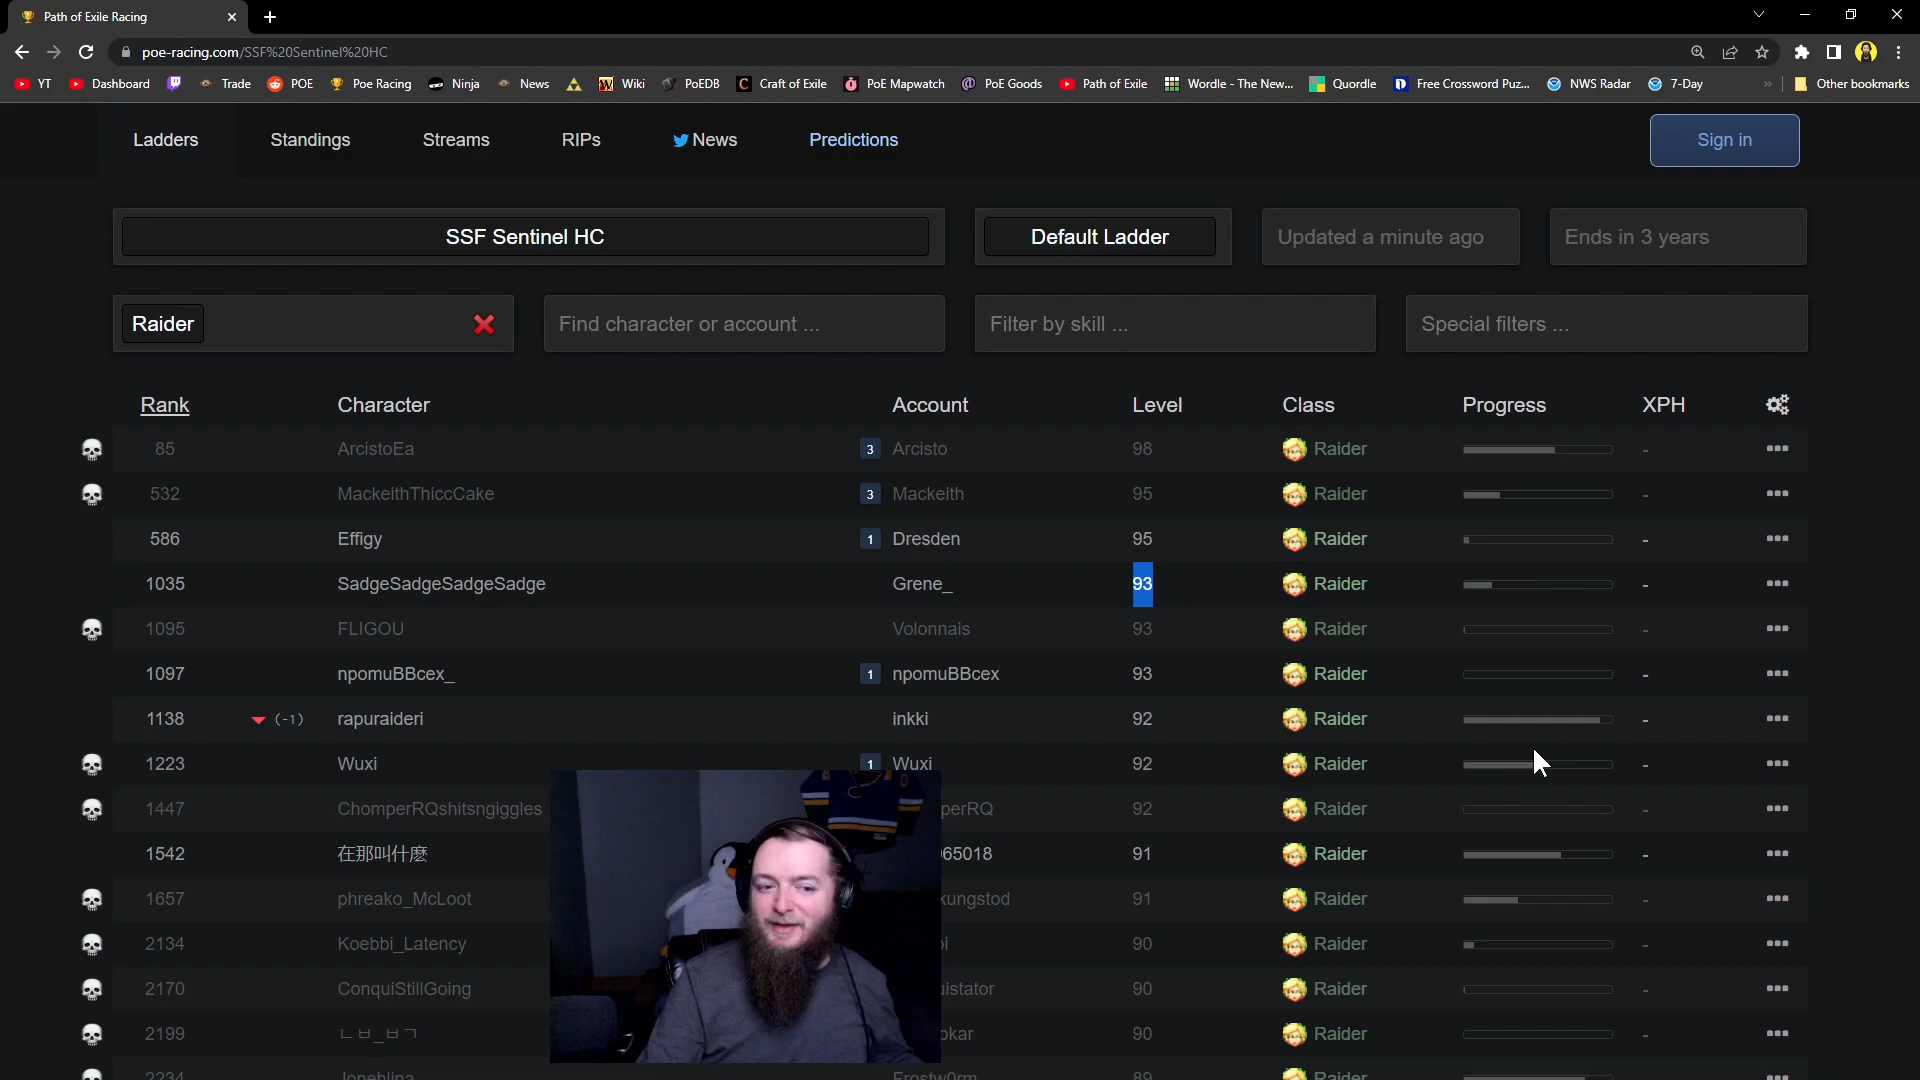 Path of Exile Racing
poe-racing.com/SSF%20Sentinel%20HC
YT Dashboard Trade POE Poe Racing Ninja News Wiki PoEDB Craft of Exile PoE Mapwatch PoE Goods Path of Exile Wordle - The New... Quordle Free Crossword Puz... NWS Radar 7-Day » Other bookmarks
Ladders Standings Streams RIPs News Predictions Sign in
SSF Sentinel HC Default Ladder Updated a minute ago Ends in 3 years
Raider Find character or account ... Filter by skill ... Special filters ...
Rank Character Account Level Class Progress XPH
85 ArcistoEa 3 Arcisto 98 Raider -
532 MackeithThiccCake 3 Mackeith 95 Raider -
586 Effigy 1 Dresden 95 Raider -
1035 SadgeSadgeSadgeSadge Grene_ 93 Raider -
1095 FLIGOU Volonnais 93 Raider -
1097 npomuBBcex_ 1 npomuBBcex 93 Raider -
1138 (-1) rapuraideri inkki 92 Raider -
1223 Wuxi 1 Wuxi 92 Raider -
1447 ChomperRQshitsngiggles perRQ 92 Raider -
1542 在那叫什麽 65018 91 Raider -
1657 phreako_McLoot kungstod 91 Raider -
2134 Koebbi_Latency i 90 Raider -
2170 ConquiStillGoing istator 90 Raider -
2199 ㄴㅂ_ㅂㄱ okar 90 Raider -
2234 Joneblina Frostw0rm 89 Raider